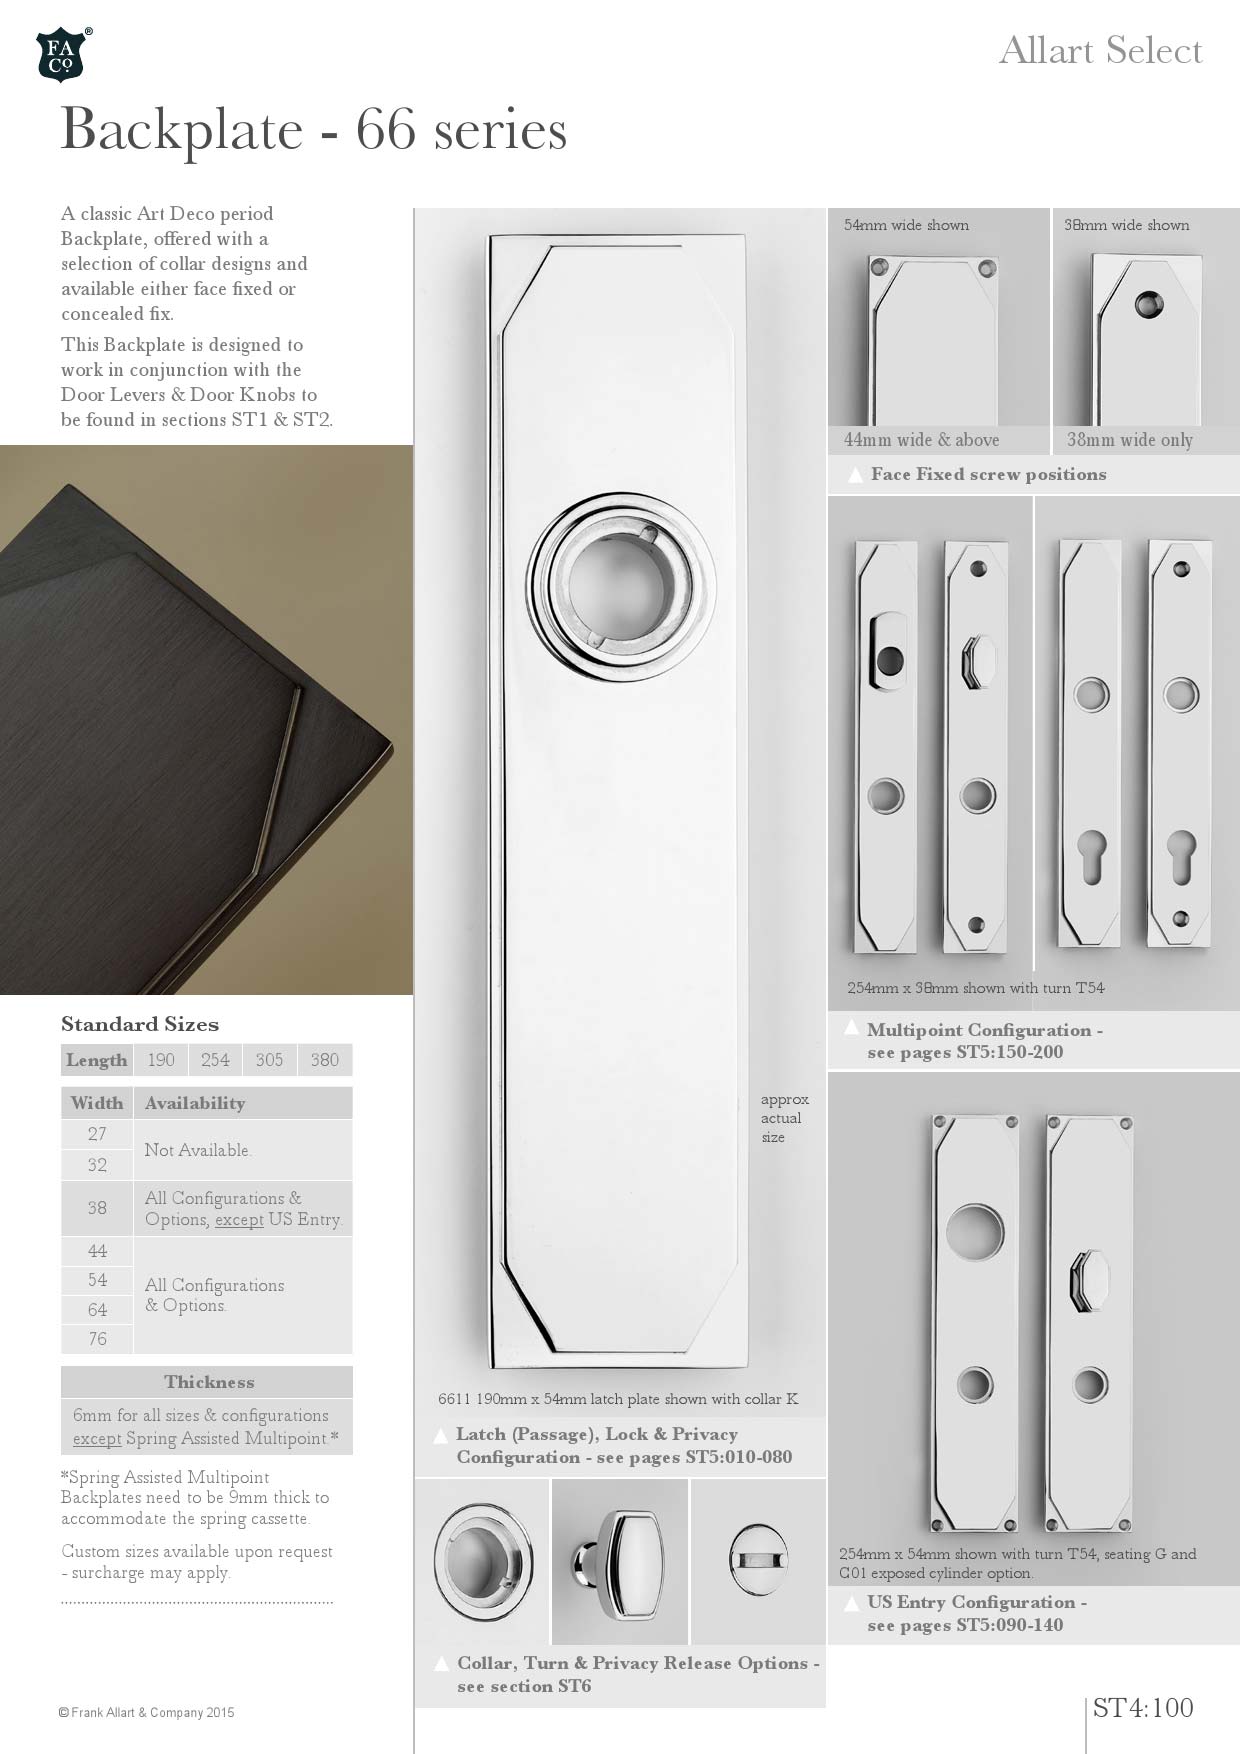 FA
Co.
®
Allart Select
Backplate - 66 series
A classic Art Deco period
Backplate, offered with a
selection of collar designs and
available either face fixed or
concealed fix.
This Backplate is designed to
work in conjunction with the
Door Levers & Door Knobs to
be found in sections ST1 & ST2.
Standard Sizes
Length 190 254 305 380
Width Availability
27
32
Not Available.
38
All Configurations &
Options, except US Entry.
44
54
64
76
All Configurations
& Options.
Thickness
6mm for all sizes & configurations
except Spring Assisted Multipoint.*
*Spring Assisted Multipoint
Backplates need to be 9mm thick to
accommodate the spring cassette.
Custom sizes available upon request
- surcharge may apply.
© Frank Allart & Company 2015
approx
actual
size
6611 190mm x 54mm latch plate shown with collar K
Latch (Passage), Lock & Privacy
Configuration - see pages ST5:010-080
Collar, Turn & Privacy Release Options -
see section ST6
54mm wide shown
38mm wide shown
44mm wide & above
38mm wide only
Face Fixed screw positions
254mm x 38mm shown with turn T54
Multipoint Configuration -
see pages ST5:150-200
254mm x 54mm shown with turn T54, seating G and
C01 exposed cylinder option.
US Entry Configuration -
see pages ST5:090-140
ST4:100